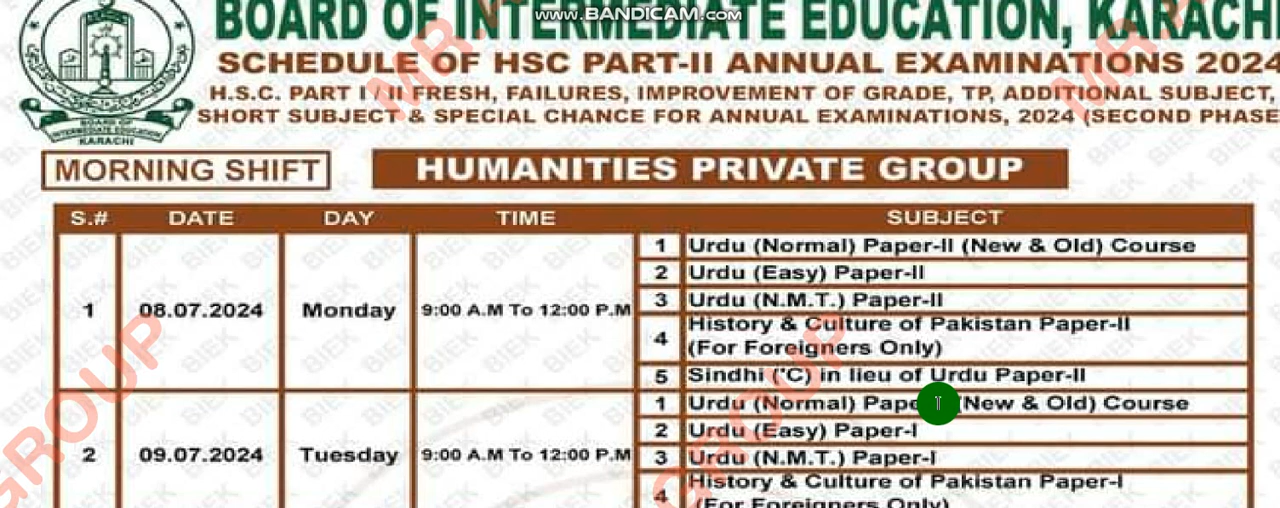 www.BANDICAM.com
BOARD OF INTERMEDIATE EDUCATION, KARACHI
SCHEDULE OF HSC PART-II ANNUAL EXAMINATIONS 2024
H.S.C. PART I / II FRESH, FAILURES, IMPROVEMENT OF GRADE, TP, ADDITIONAL SUBJECT,
SHORT SUBJECT & SPECIAL CHANCE FOR ANNUAL EXAMINATIONS, 2024 (SECOND PHASE
BOARD OF
INTERMEDIATE EDUCATION
KARACHI
MORNING SHIFT
HUMANITIES PRIVATE GROUP
S.# DATE DAY TIME SUBJECT
1 08.07.2024 Monday 9:00 A.M To 12:00 P.M
1 Urdu (Normal) Paper-II (New & Old) Course
2 Urdu (Easy) Paper-II
3 Urdu (N.M.T.) Paper-II
4 History & Culture of Pakistan Paper-II
(For Foreigners Only)
5 Sindhi ('C) in lieu of Urdu Paper-II
2 09.07.2024 Tuesday 9:00 A.M To 12:00 P.M
1 Urdu (Normal) (New & Old) Course
2 Urdu (Easy) Paper-I
3 Urdu (N.M.T.) Paper-I
4 History & Culture of Pakistan Paper-I
(For Foreigners Only)
GROUP
GROUP
BIEK